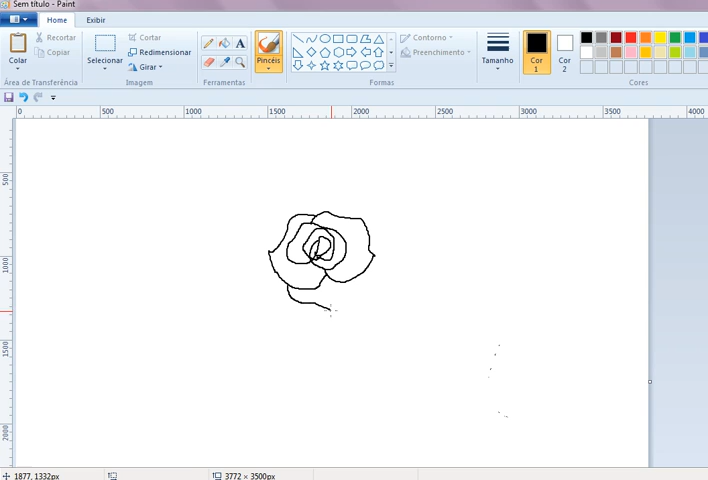 Sem título - Paint
Home Exibir
Colar
Recortar
Copiar
Área de Transferência
Selecionar
Cortar
Redimensionar
Girar
Imagem
A
Ferramentas
Pincéis
Contorno
Preenchimento
Formas
Tamanho
Cor 1
Cor 2
Cores
0 500 1000 1500 2000 2500 3000 3500 4000
500
1000
1500
2000
1877, 1332px 3772 × 3500px